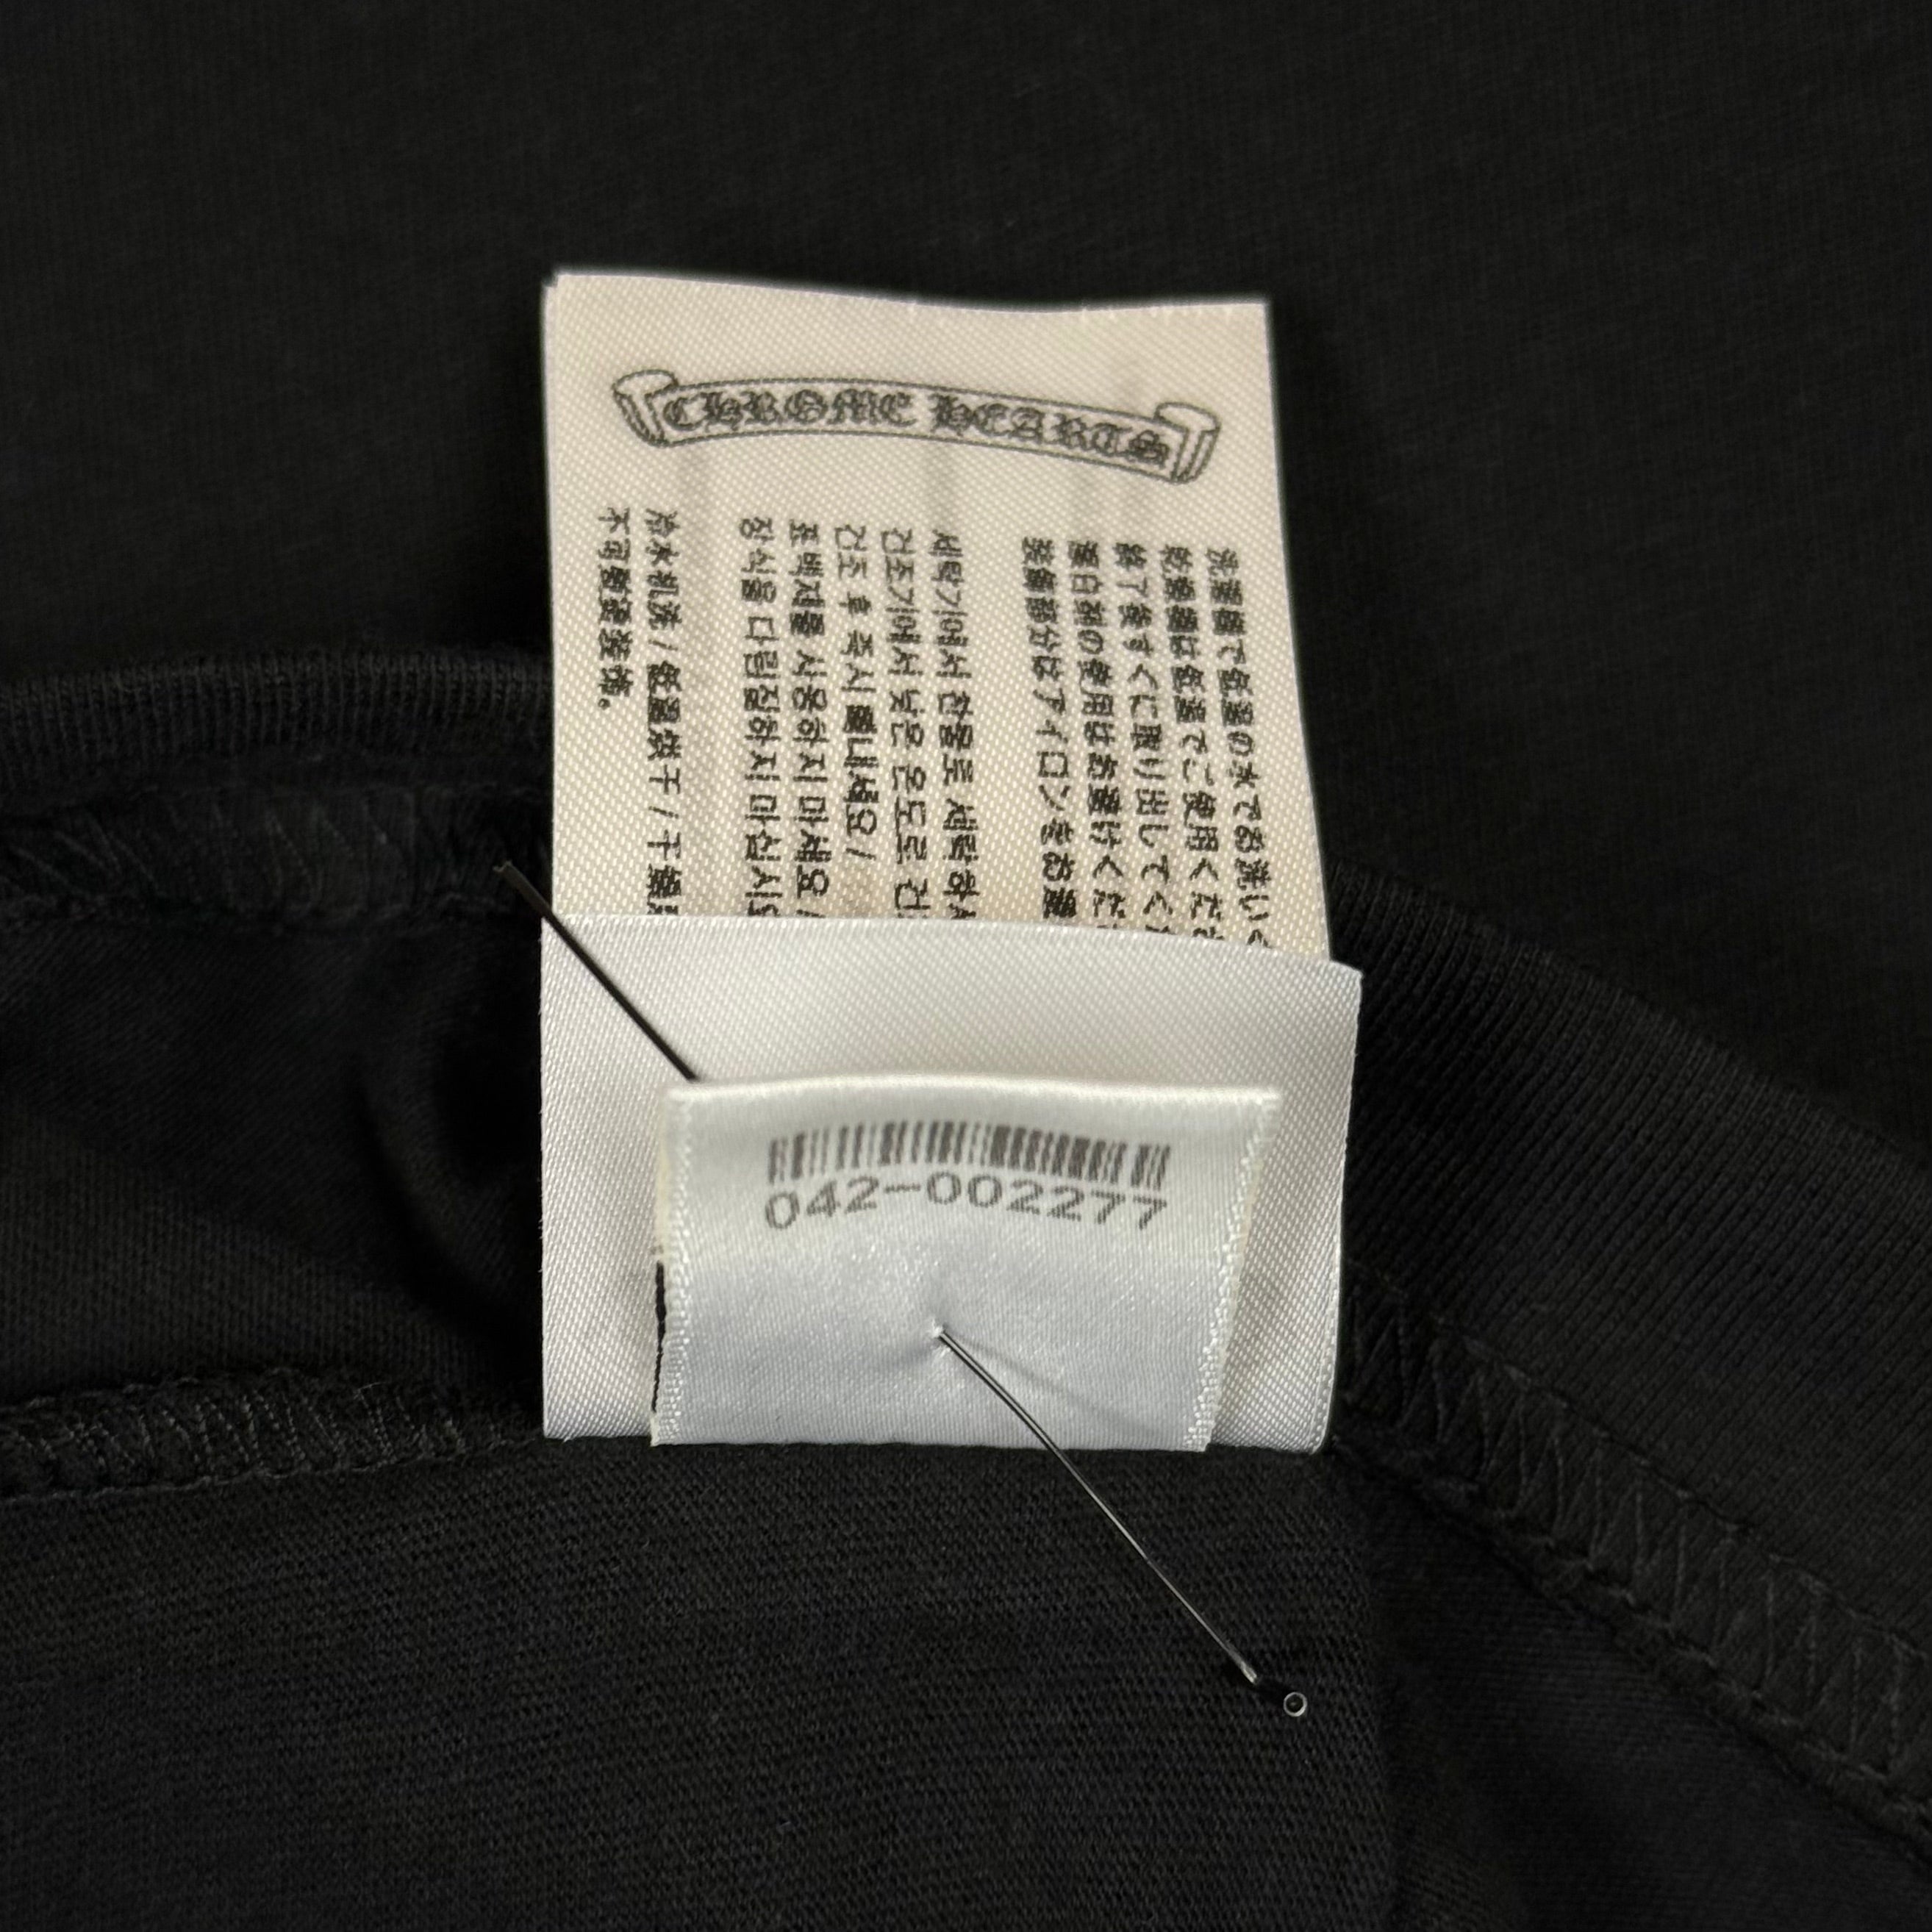 CHROME HEARTS
洗濯機で低温の水でお洗いく
乾燥機は低温でご使用くださ
終了後すぐに取り出してく
漂白剤の使用はお避けくだ
装飾部分はアイロンをお避
세탁기에서 찬물로 세탁하
건조기에서 낮은 온도로 건
건조 후 즉시 빼내세요 /
표백제를 사용하지 마세요 /
장식을 다림질하지 마십시오
冷水机洗 / 低温烘干 / 干燥
不可熨烫装饰。
042-002277